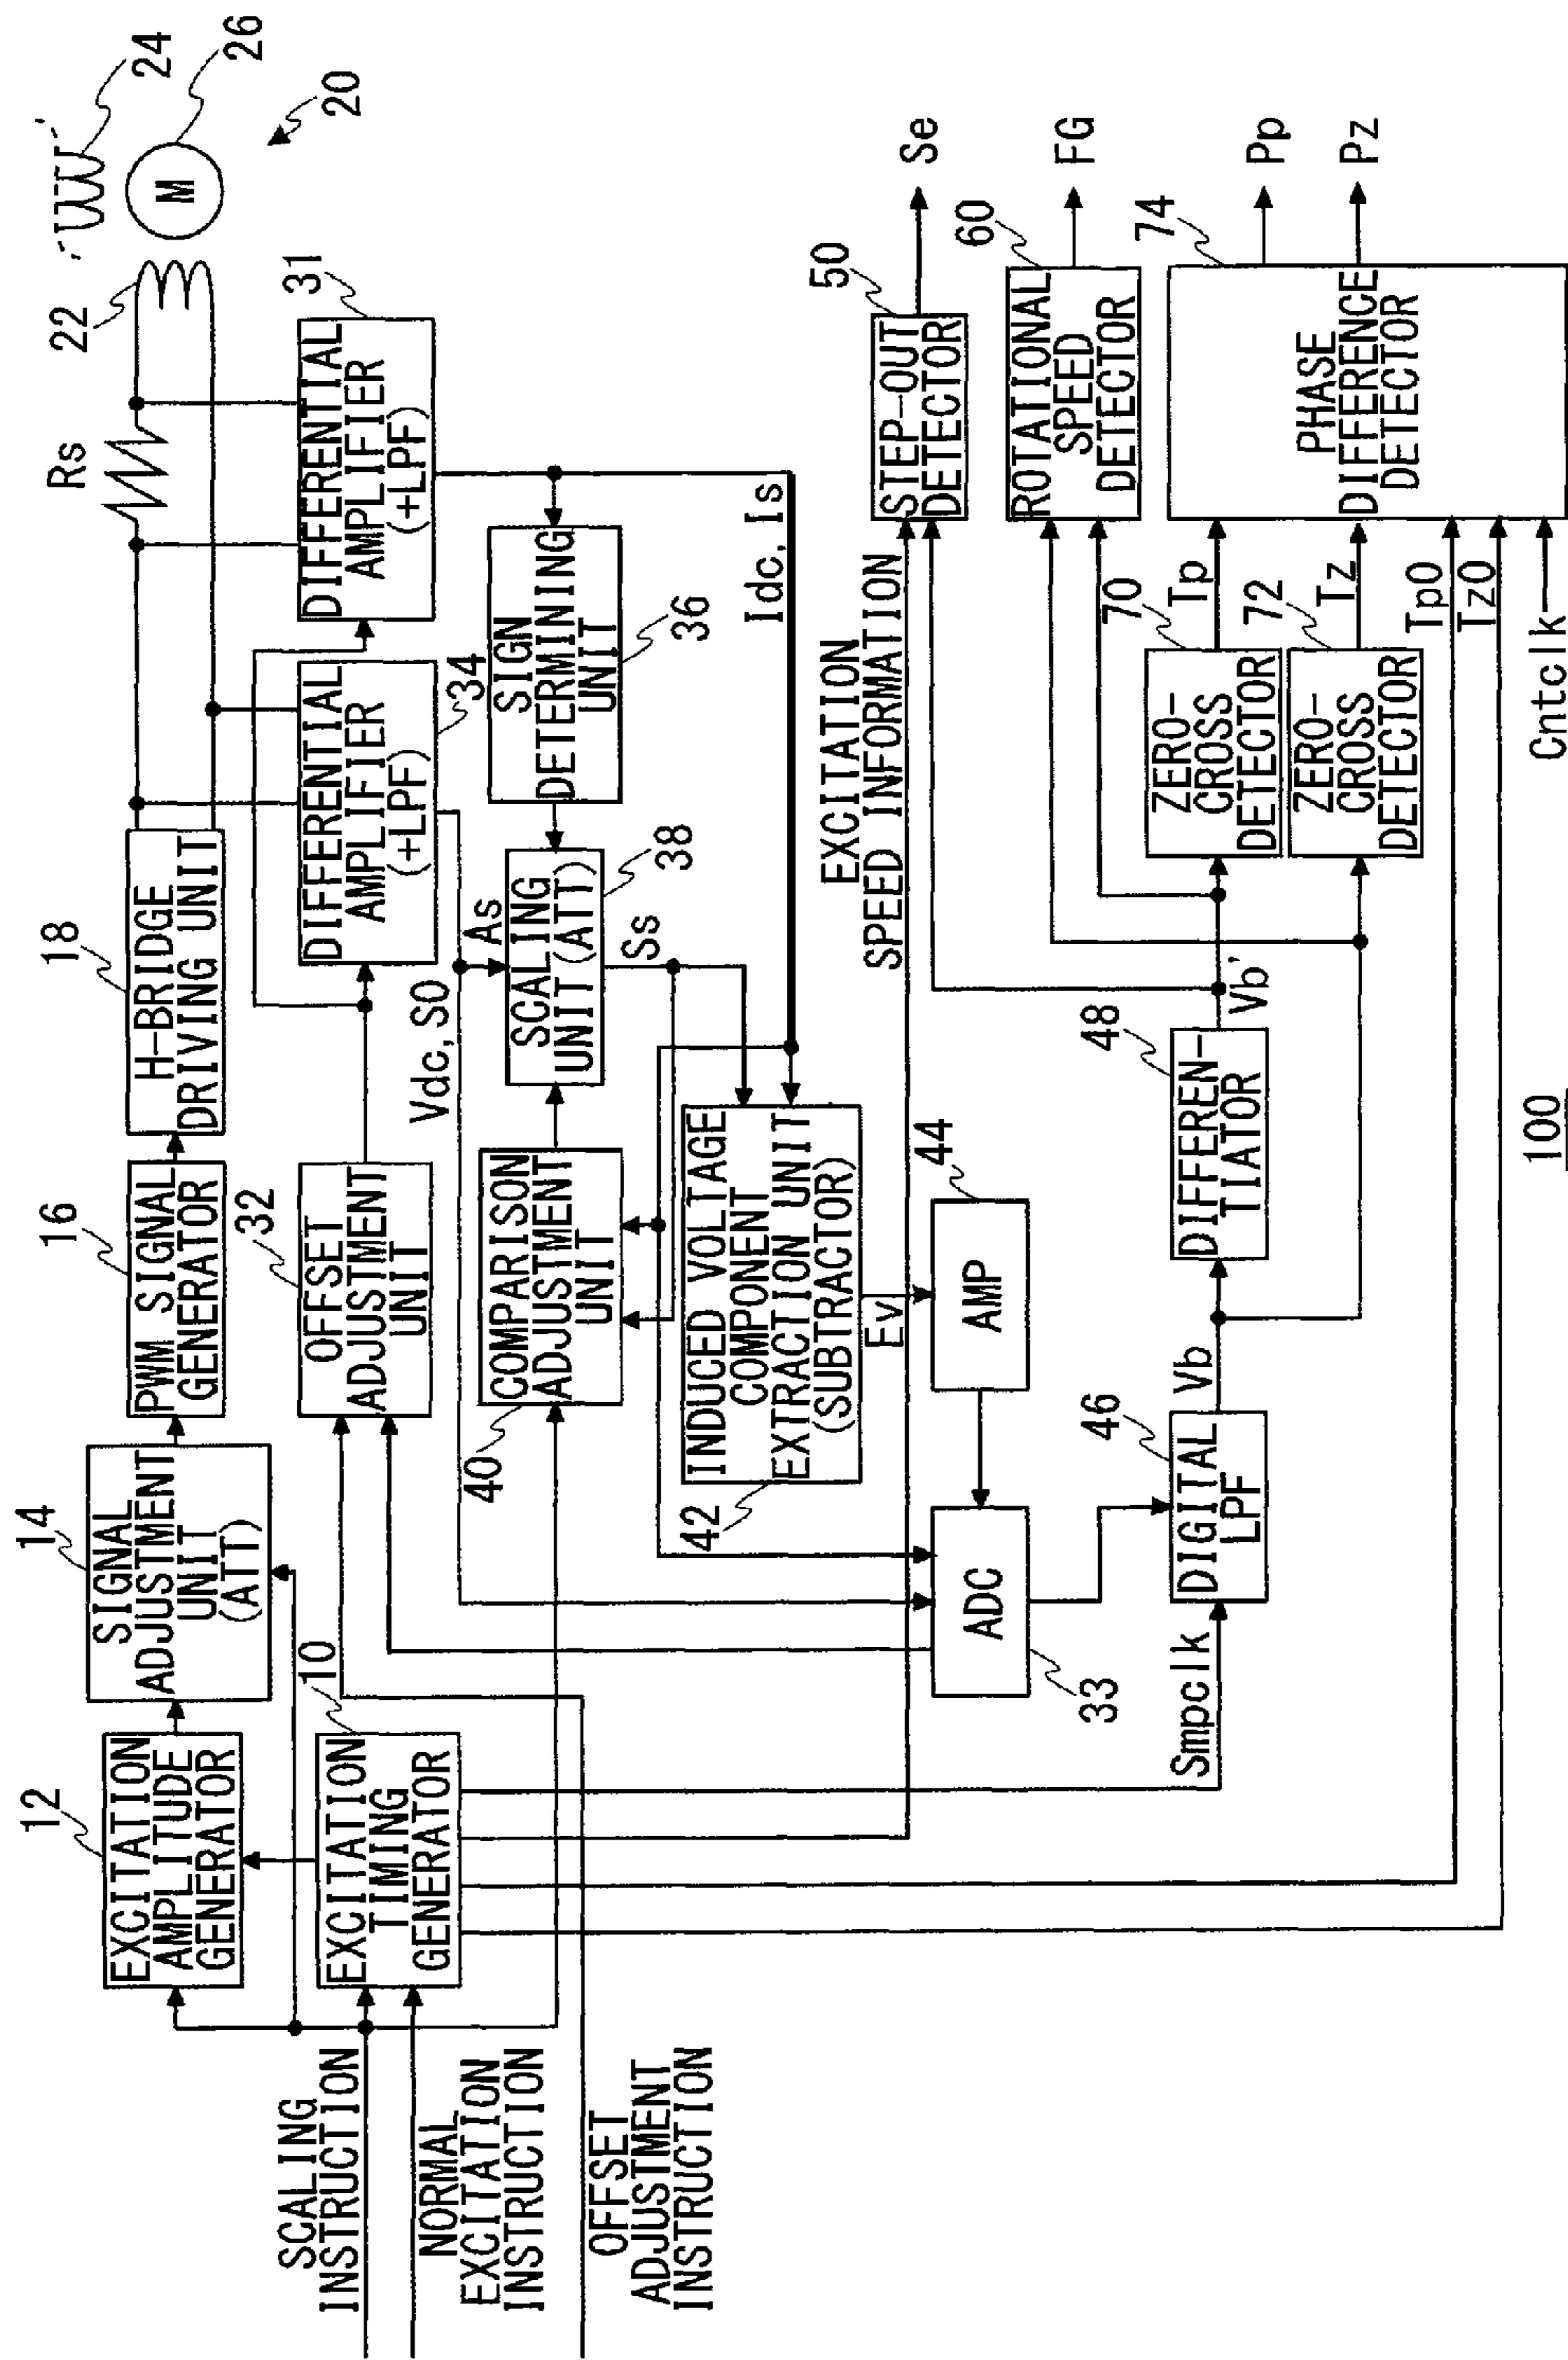 12
EXCITATION
AMPLITUDE
GENERATOR
14
SIGNAL
ADJUSTMENT
UNIT
(ATT)
16
PWM SIGNAL
GENERATOR
18
H-BRIDGE
DRIVING UNIT
Rs
22
24
M
26
20
SCALING
INSTRUCTION
NORMAL
EXCITATION
INSTRUCTION
OFFSET
ADJUSTMENT
INSTRUCTION
10
EXCITATION
TIMING
GENERATOR
32
OFFSET
ADJUSTMENT
UNIT
DIFFERENTIAL
AMPLIFIER
(+LPF)
34
31
DIFFERENTIAL
AMPLIFIER
(+LPF)
Vdc, S0
As
40
COMPARISON
ADJUSTMENT
UNIT
SCALING
UNIT(ATT)
38
Ss
SIGN
DETERMINING
UNIT
36
Idc, Is
42
INDUCED VOLTAGE
COMPONENT
EXTRACTION UNIT
(SUBTRACTOR)
Ev
EXCITATION
SPEED INFORMATION
ADC
33
AMP
44
50
STEP-OUT
DETECTOR
Se
60
ROTATIONAL
SPEED
DETECTOR
FG
Smpclk
46
DIGITAL
LPF
Vb
48
DIFFEREN-
TIATOR
Vb'
70
ZERO-
CROSS
DETECTOR
Tp
72
ZERO-
CROSS
DETECTOR
Tz
Tp0
Tz0
Cntclk
74
PHASE
DIFFERENCE
DETECTOR
Pp
Pz
100